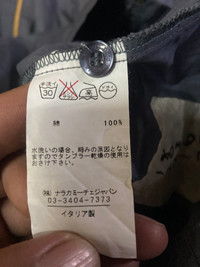 手洗イ
30
高
綿 100%
水洗いの場合、縮みの原因となり
ますのでタンブラー乾燥の使用は
お避け下さい。
㈱ ナラカミーチェジャパン
03-3404-7373
イタリア製